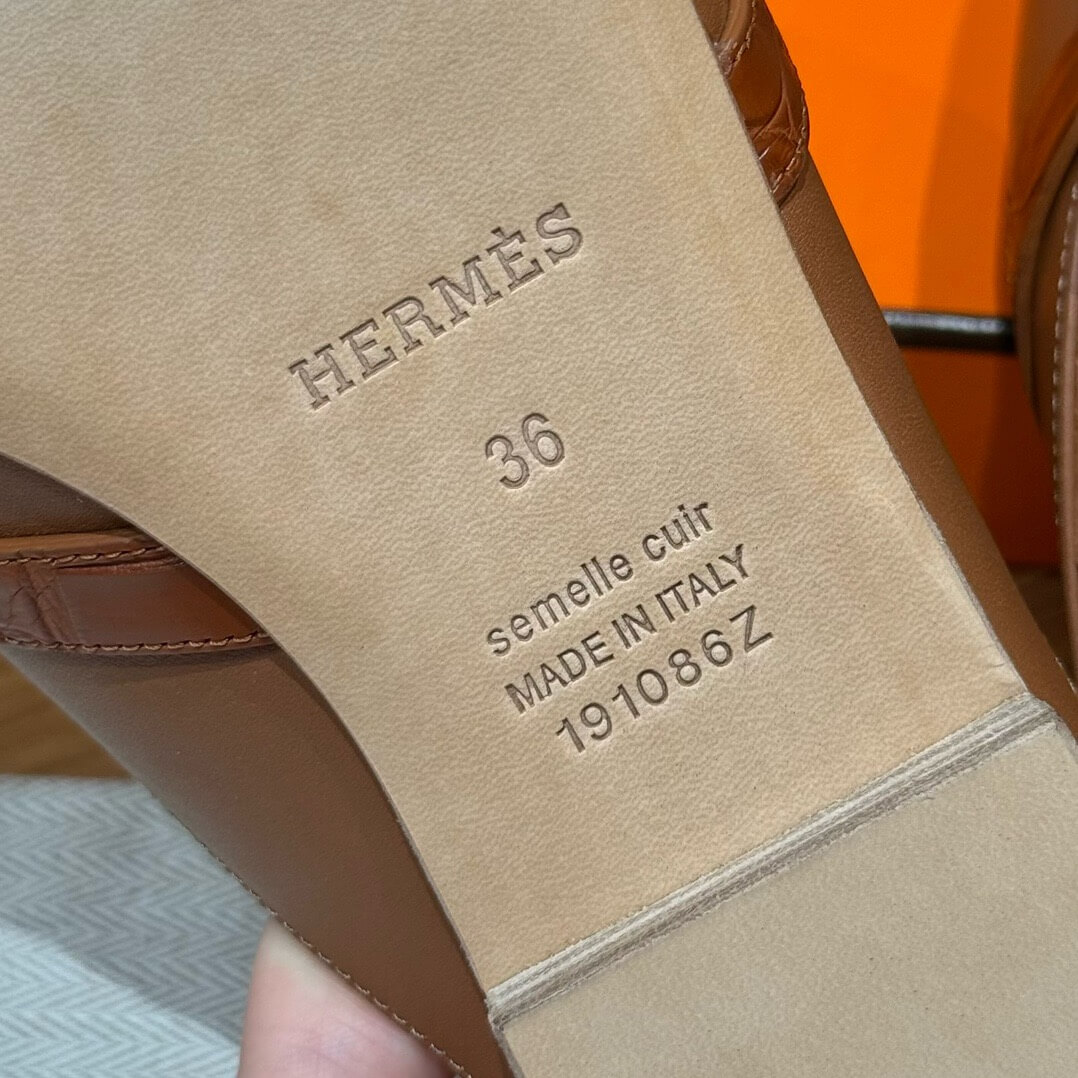 HERMÈS
36
semelle cuir
MADE IN ITALY
191086Z